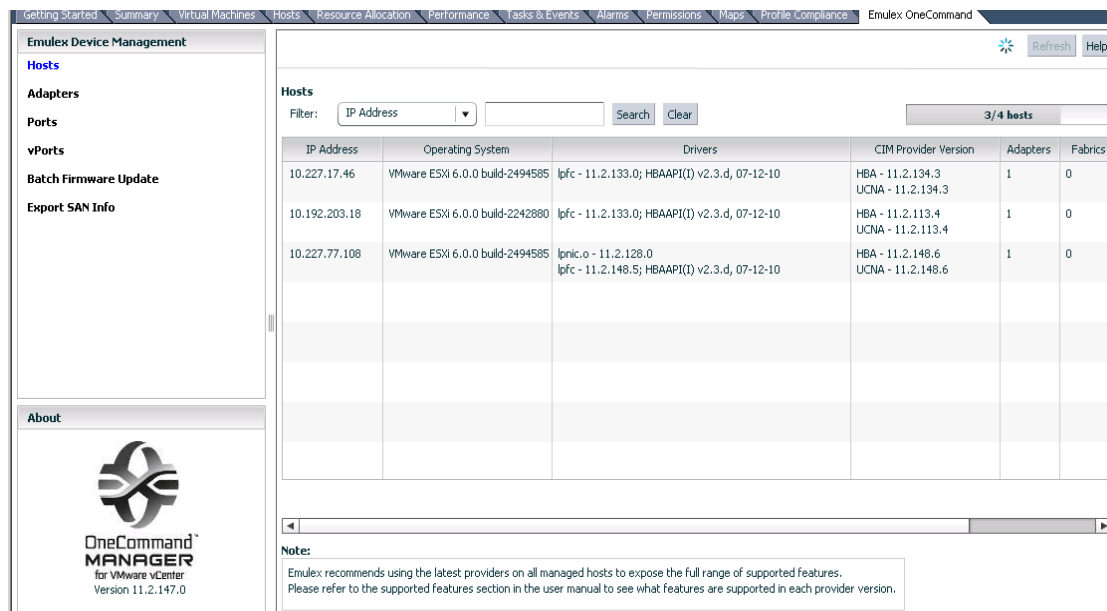 Getting Started Summary Virtual Machines Hosts Resource Allocation Performance Tasks & Events Alarms Permissions Maps Profile Compliance Emulex OneCommand
Emulex Device Management
Hosts
Adapters
Ports
vPorts
Batch Firmware Update
Export SAN Info
About
OneCommand™
MANAGER
for VMware vCenter
Version 11.2.147.0
Refresh Help
Hosts
Filter: IP Address Search Clear 3/4 hosts
IP Address Operating System Drivers CIM Provider Version Adapters Fabrics
10.227.17.46 VMware ESXi 6.0.0 build-2494585 lpfc - 11.2.133.0; HBAAPI(I) v2.3.d, 07-12-10 HBA - 11.2.134.3 1 0
UCNA - 11.2.134.3
10.192.203.18 VMware ESXi 6.0.0 build-2242880 lpfc - 11.2.133.0; HBAAPI(I) v2.3.d, 07-12-10 HBA - 11.2.113.4 1 0
UCNA - 11.2.113.4
10.227.77.108 VMware ESXi 6.0.0 build-2494585 lpnic.o - 11.2.128.0 HBA - 11.2.148.6 1 0
lpfc - 11.2.148.5; HBAAPI(I) v2.3.d, 07-12-10 UCNA - 11.2.148.6
Note:
Emulex recommends using the latest providers on all managed hosts to expose the full range of supported features.
Please refer to the supported features section in the user manual to see what features are supported in each provider version.